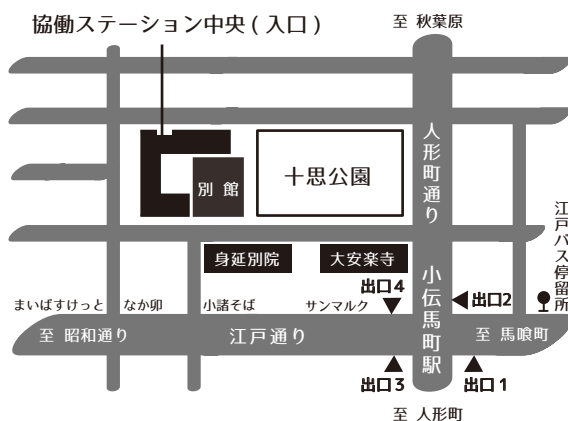 協働ステーション中央 ( 入口 )
至 秋葉原
人形町通り
別 館
十思公園
江戸バス停留所
身延別院
大安楽寺
小伝馬町駅
出口4
出口2
まいばすけっと
なか卯
小諸そば
サンマルク
至 昭和通り
江戸通り
至 馬喰町
出口3
出口1
至 人形町